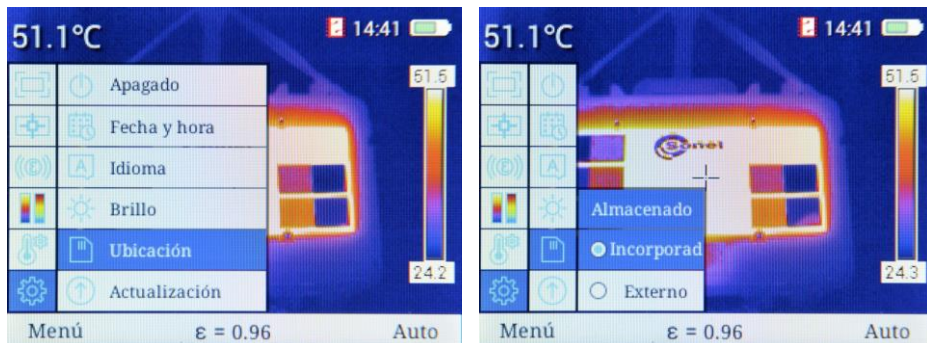 51.1°C
14:41
51.5
Apagado
Fecha y hora
A Idioma
Brillo
Ubicación
24.2
Actualización
Menú ε = 0.96 Auto
51.1°C
14:41
51.5
Sonel
A
Almacenado
Incorporad
24.3
Externo
Menú ε = 0.96 Auto